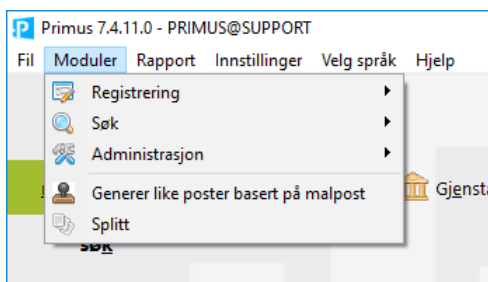 Primus 7.4.11.0 - PRIMUS@SUPPORT
Fil Moduler Rapport Innstillinger Velg språk Hjelp
Registrering
Søk
Administrasjon
Generer like poster basert på malpost
Gjensta
Splitt
søk